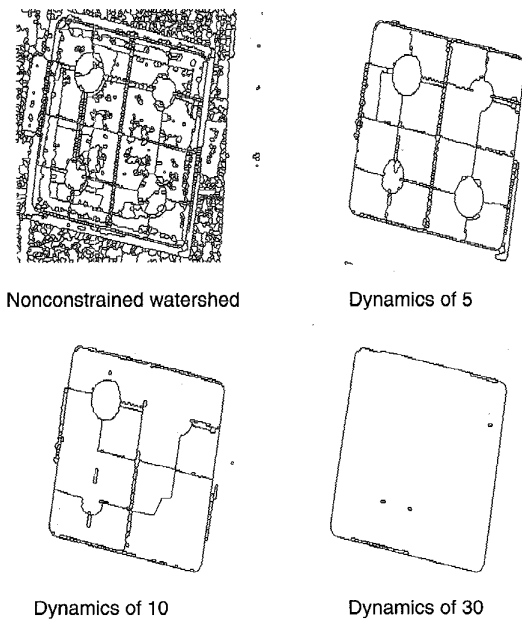 Nonconstrained watershed
Dynamics of 5
Dynamics of 10
Dynamics of 30